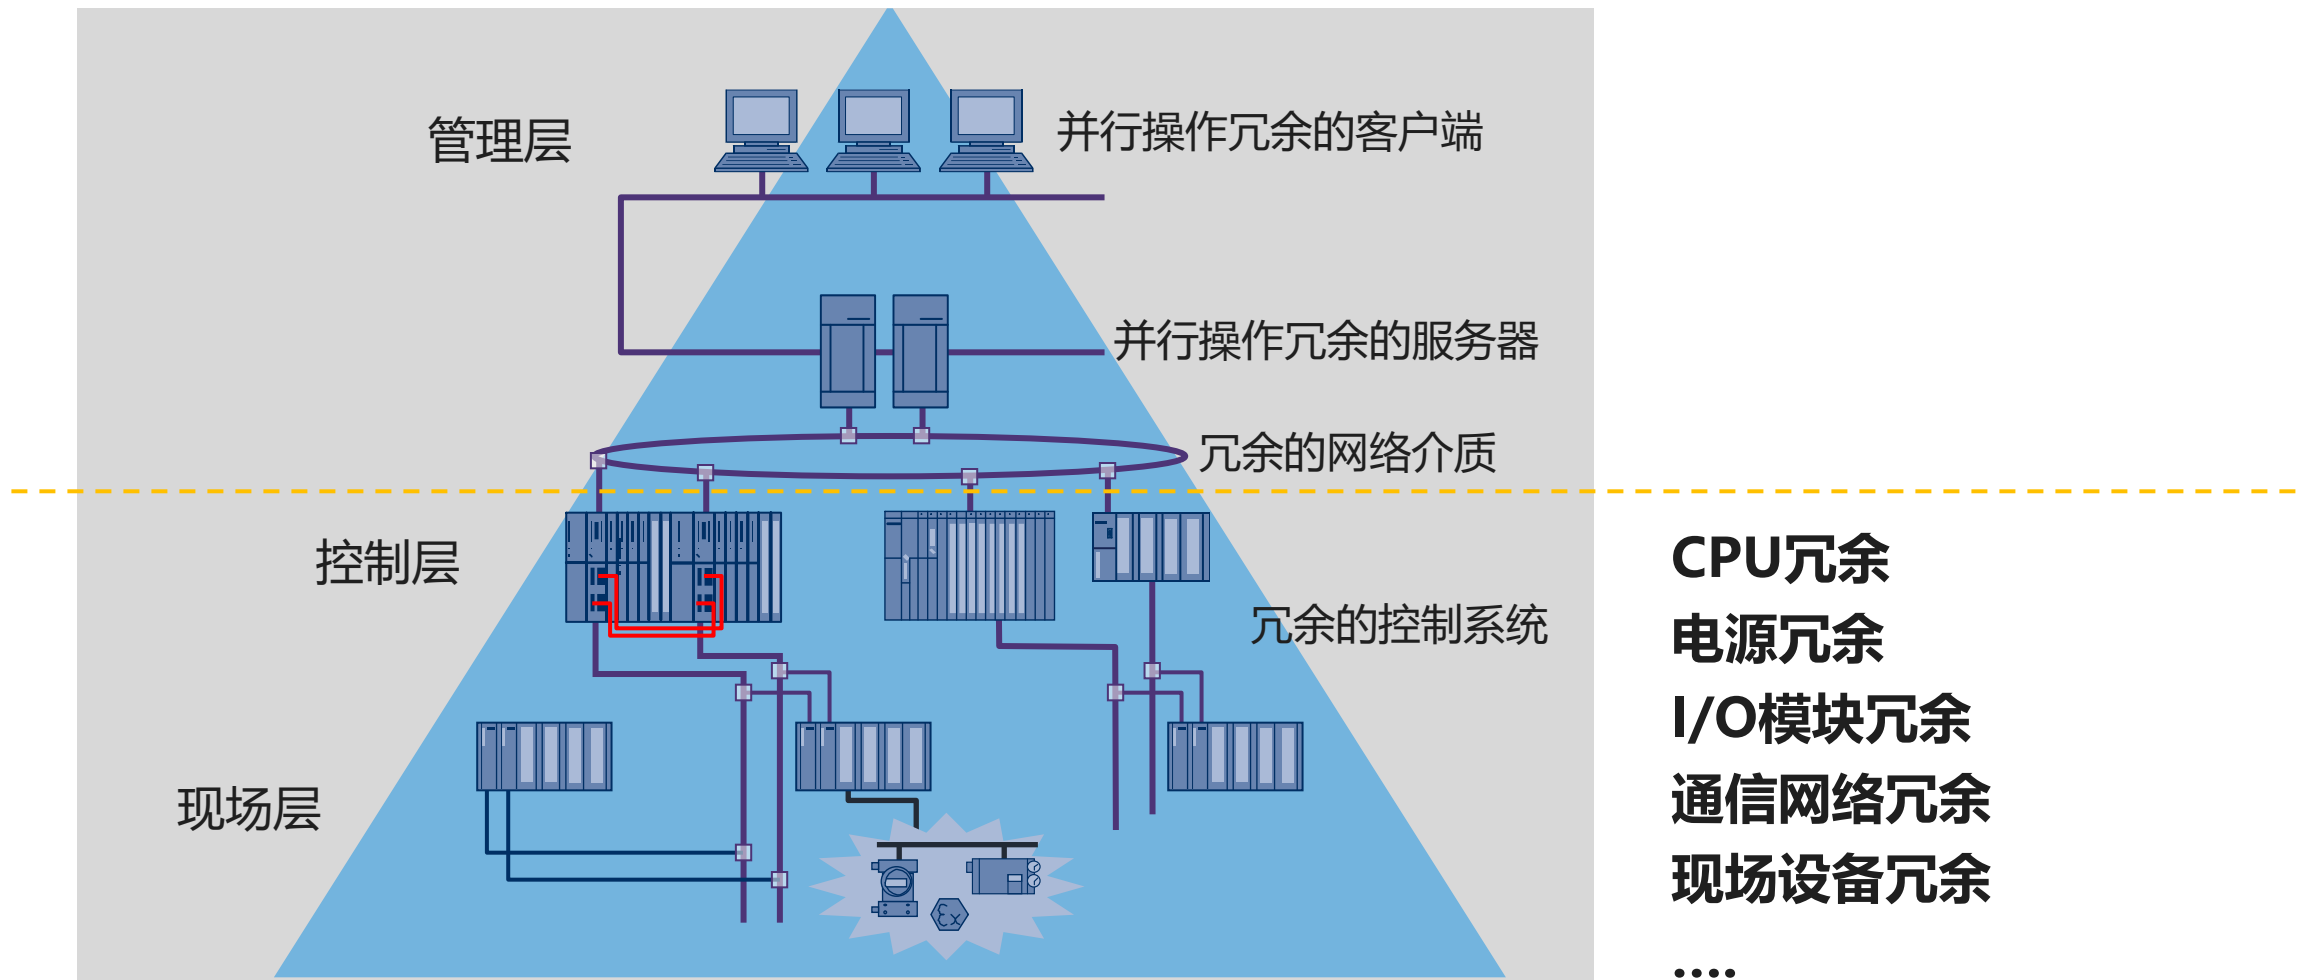 管理层
并行操作冗余的客户端
并行操作冗余的服务器
冗余的网络介质
控制层
冗余的控制系统
现场层
εx
CPU冗余
电源冗余
I/O模块冗余
通信网络冗余
现场设备冗余
....